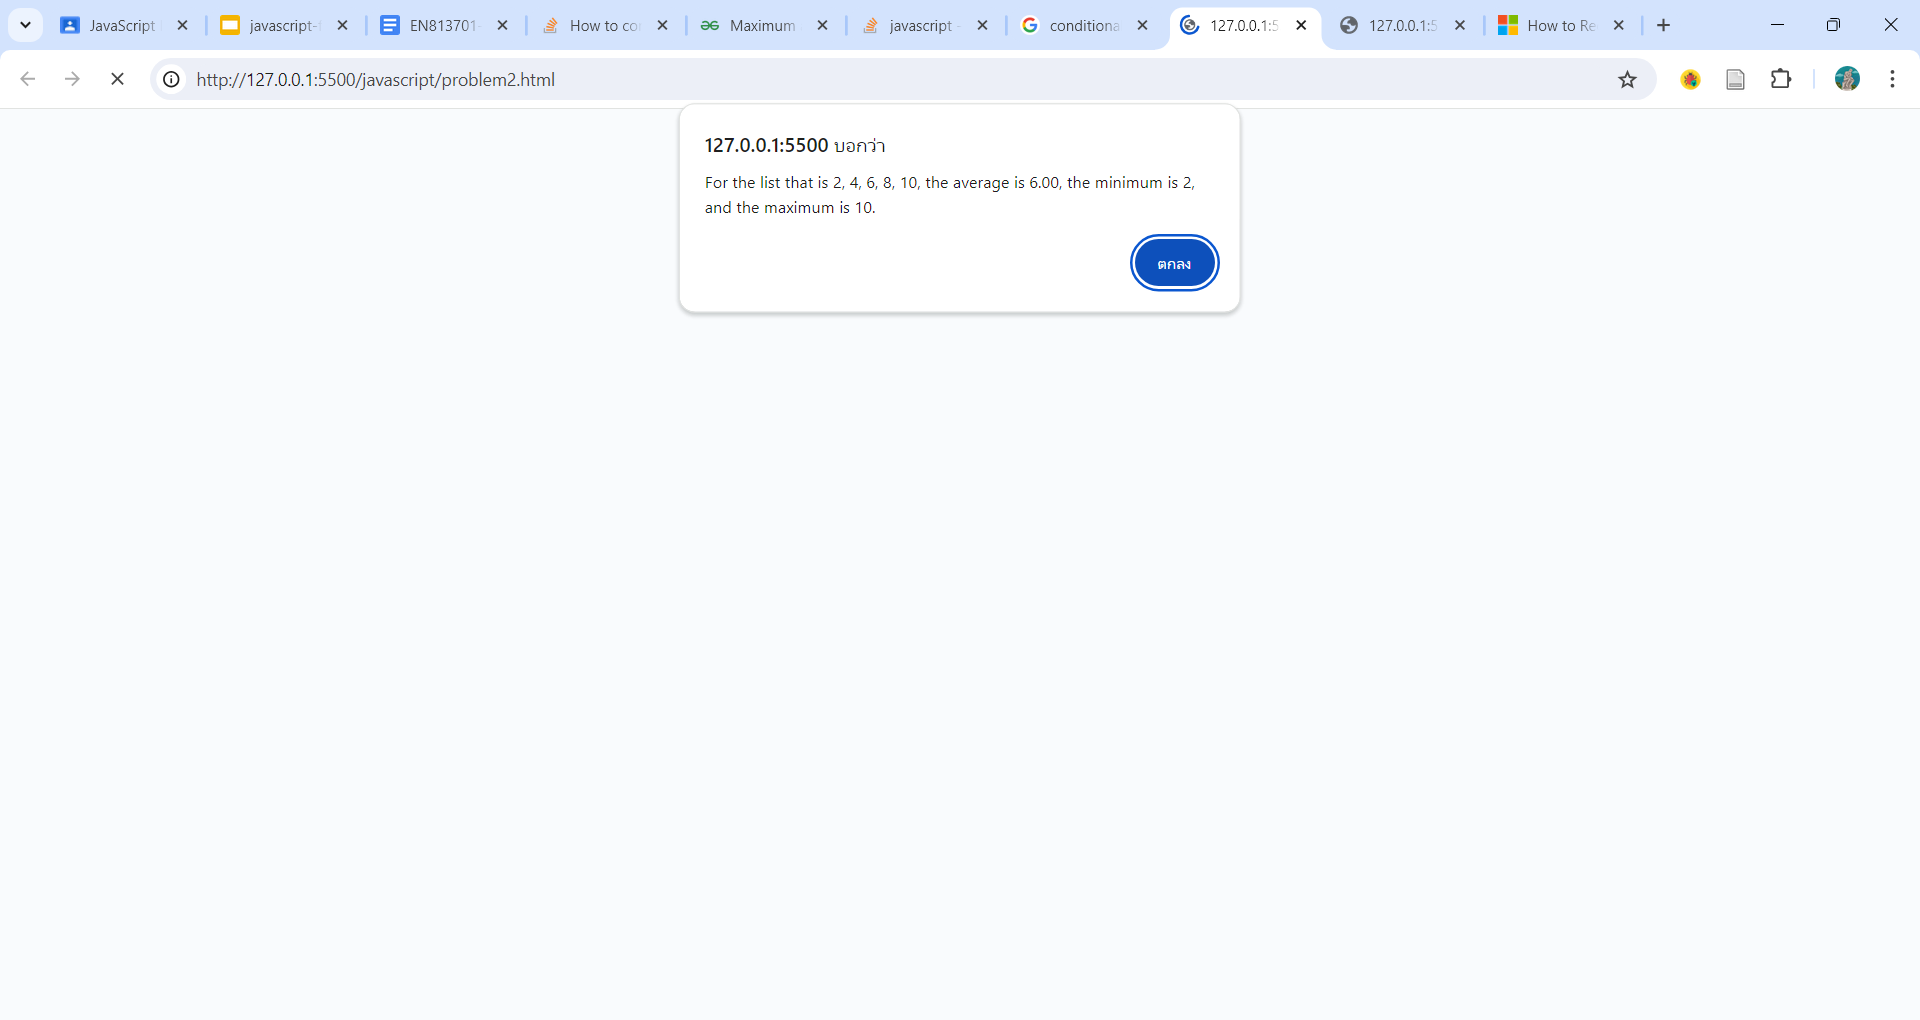 JavaScript
javascript-
EN813701-
How to co
Maximum
javascript -
conditiona
127.0.0.1:5
127.0.0.1:5
How to Re
http://127.0.0.1:5500/javascript/problem2.html
127.0.0.1:5500 บอกว่า
For the list that is 2, 4, 6, 8, 10, the average is 6.00, the minimum is 2,
and the maximum is 10.
ตกลง